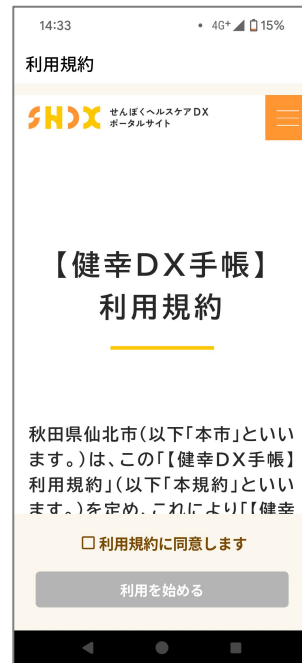 14:33
4G+ 15%
利用規約
SHDX せんぼくヘルスケアDX
ポータルサイト
【健幸DX手帳】
利用規約
秋田県仙北市(以下「本市」といい
ます。)は、この「【健幸DX手帳】
利用規約」(以下「本規約」といい
ます。)を定め、これにより「【健幸
利用規約に同意します
利用を始める